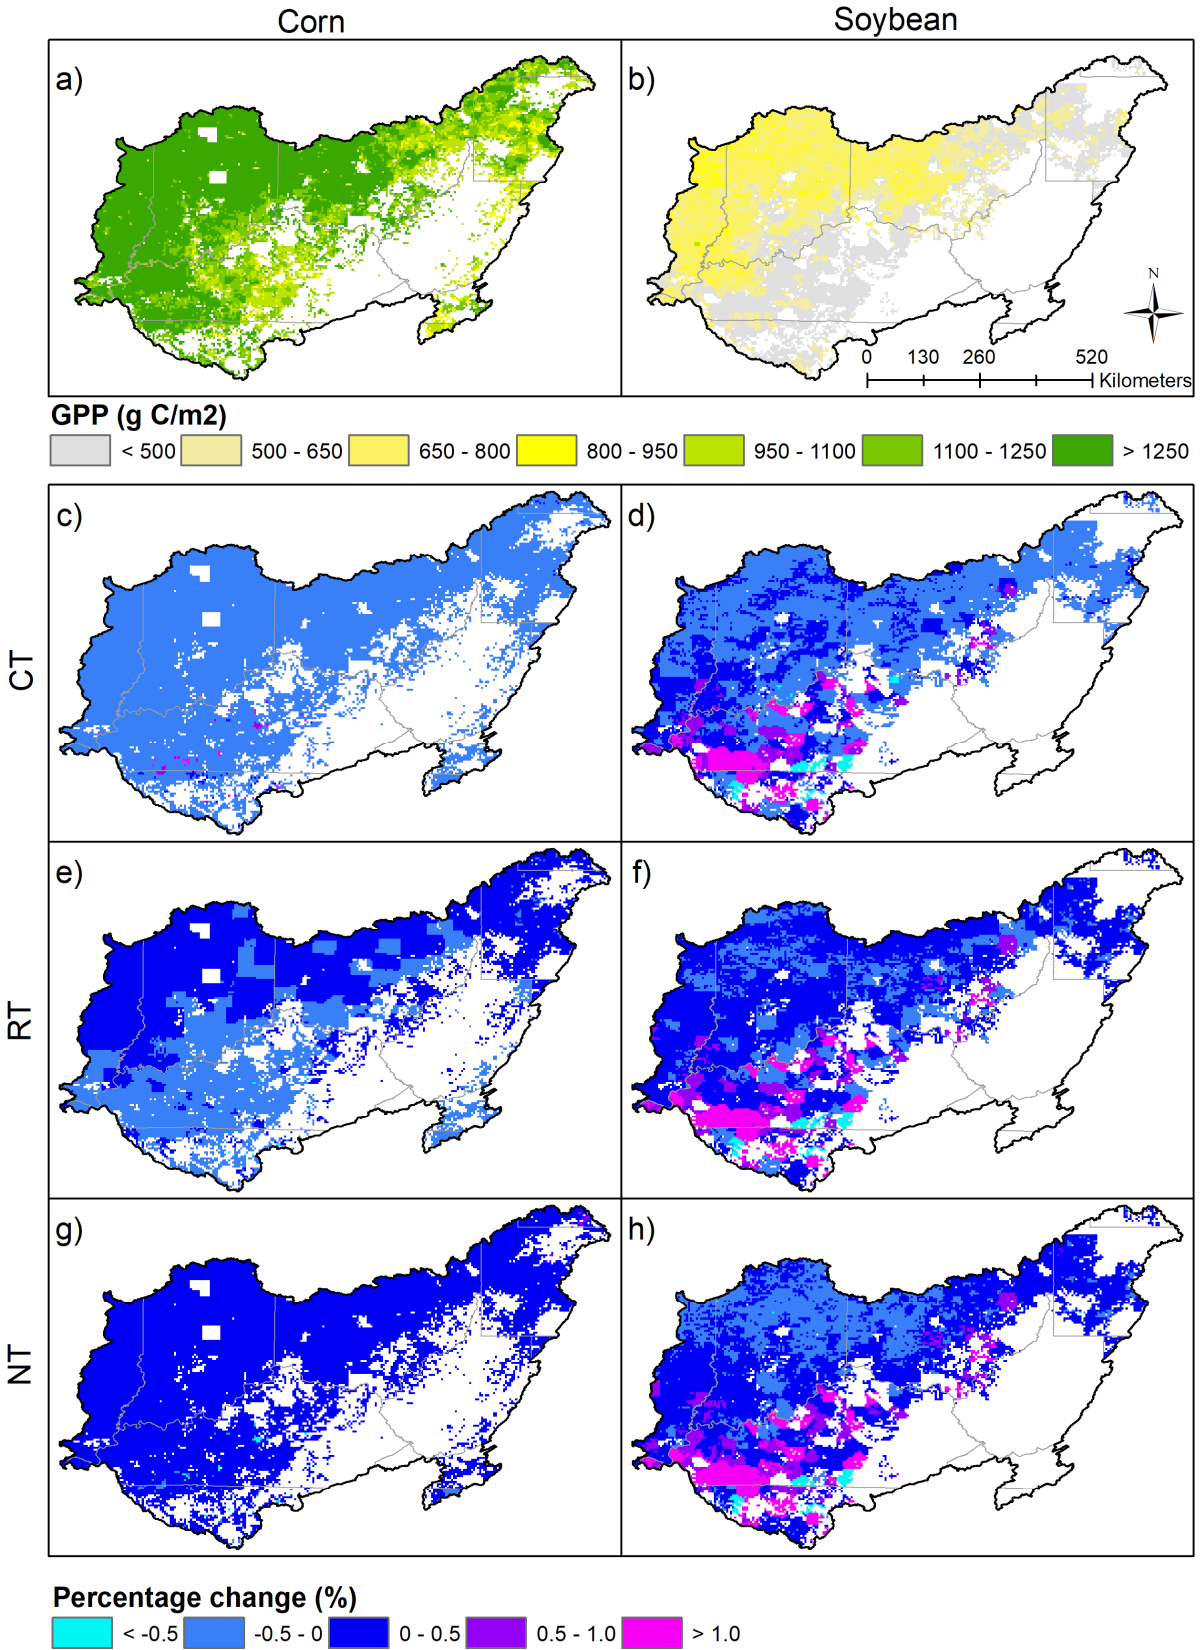 Corn Soybean
a) b)
N
0 130 260 520
Kilometers
GPP (g C/m2)
< 500 500 - 650 650 - 800 800 - 950 950 - 1100 1100 - 1250 > 1250
c) d)
CT
e) f)
RT
g) h)
NT
Percentage change (%)
< -0.5 -0.5 - 0 0 - 0.5 0.5 - 1.0 > 1.0